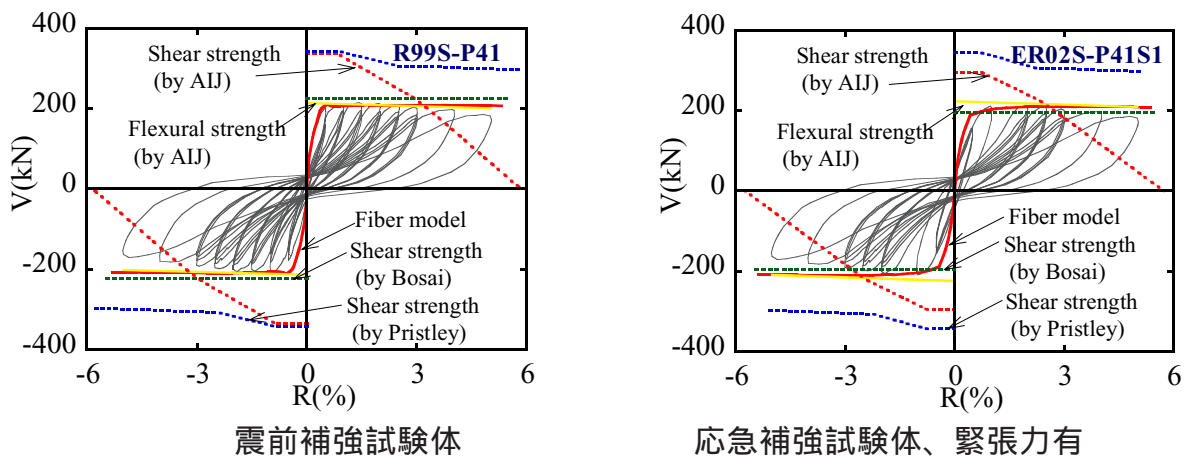 400
200
0
-200
-400
V(kN)
-6
-3
0
3
6
R(%)
R99S-P41
Shear strength
(by AIJ)
Flexural strength
(by AIJ)
Fiber model
Shear strength
(by Bosai)
Shear strength
(by Pristley)
震前補強試験体
400
200
0
-200
-400
V(kN)
-6
-3
0
3
6
R(%)
ER02S-P41S1
Shear strength
(by AIJ)
Flexural strength
(by AIJ)
Fiber model
Shear strength
(by Bosai)
Shear strength
(by Pristley)
応急補強試験体、緊張力有